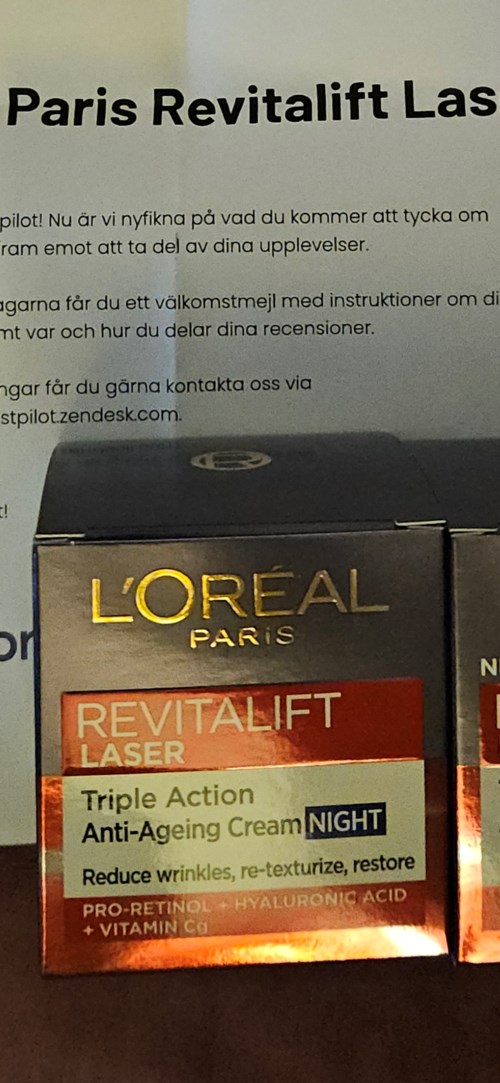 Paris Revitalift Las
pilot! Nu är vi nyfikna på vad du kommer att tycka om
ram emot att ta del av dina upplevelser.
agarna får du ett välkomstmejl med instruktioner om di
mt var och hur du delar dina recensioner.
ngar får du gärna kontakta oss via
stpilot.zendesk.com.
t!
or
L'ORÉAL
PARiS
REVITALIFT
LASER
Triple Action
Anti-Ageing Cream NIGHT
Reduce wrinkles, re-texturize, restore
PRO-RETINOL + HYALURONIC ACID
+ VITAMIN Cg
N